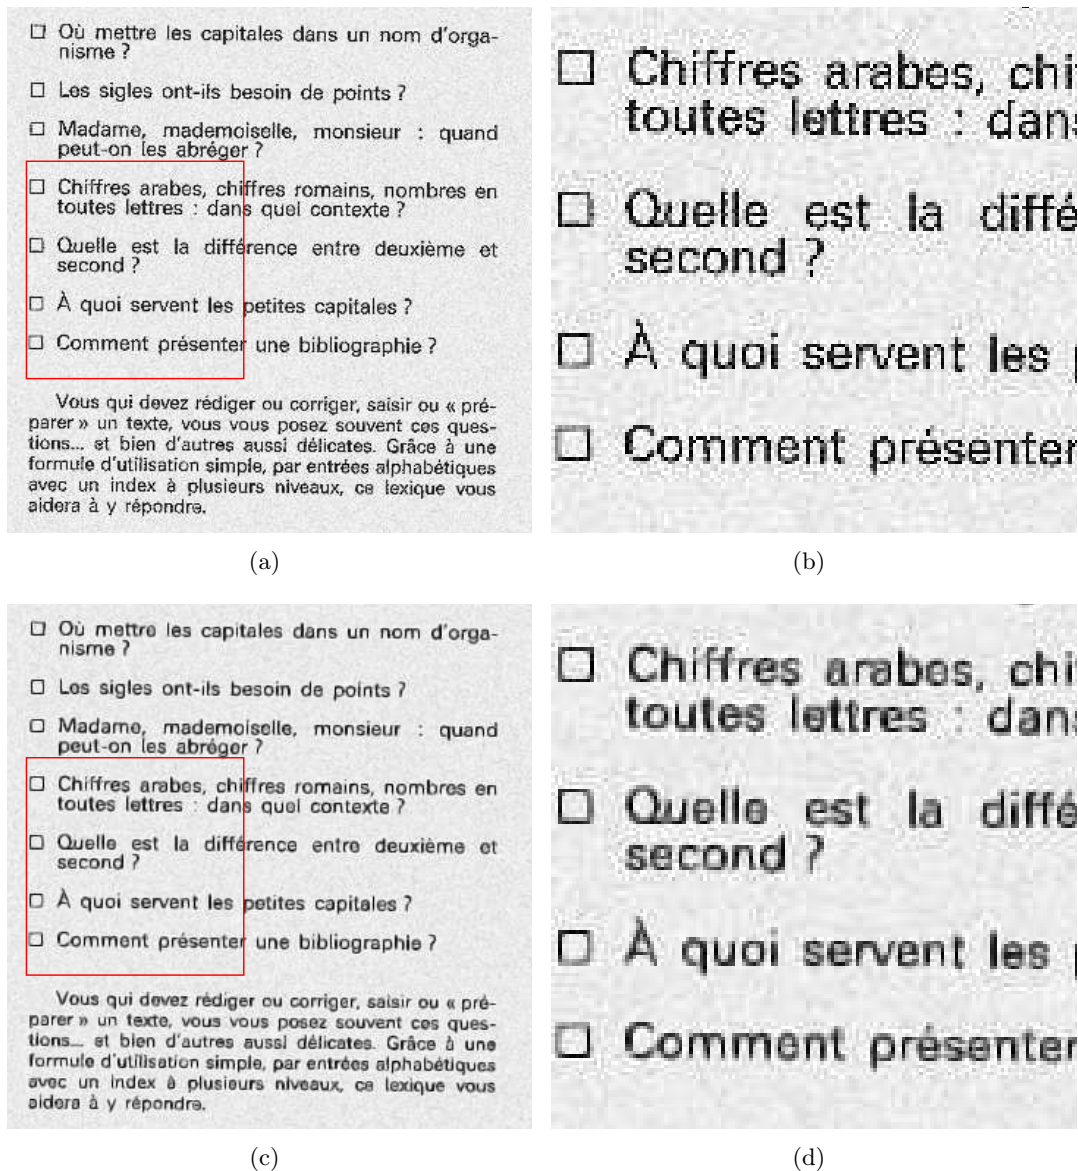 □ Où mettre les capitales dans un nom d'orga-
nisme ?
□ Les sigles ont-ils besoin de points ?
□ Madame, mademoiselle, monsieur : quand
peut-on les abréger ?
□ Chiffres arabes, chiffres romains, nombres en
toutes lettres : dans quel contexte ?
□ Quelle est la différence entre deuxième et
second ?
□ À quoi servent les petites capitales ?
□ Comment présenter une bibliographie ?
Vous qui devez rédiger ou corriger, saisir ou « pré-
parer » un texte, vous vous posez souvent ces ques-
tions... et bien d'autres aussi délicates. Grâce à une
formule d'utilisation simple, par entrées alphabétiques
avec un index à plusieurs niveaux, ce lexique vous
aidera à y répondre.
(a)
□ Chiffres arabes, chi
toutes lettres : dans
□ Quelle est la diffé
second ?
□ À quoi servent les
□ Comment présenter
(b)
□ Où mettre les capitales dans un nom d'orga-
nisme ?
□ Les sigles ont-ils besoin de points ?
□ Madame, mademoiselle, monsieur : quand
peut-on les abréger ?
□ Chiffres arabes, chiffres romains, nombres en
toutes lettres : dans quel contexte ?
□ Quelle est la différence entre deuxième et
second ?
□ À quoi servent les petites capitales ?
□ Comment présenter une bibliographie ?
Vous qui devez rédiger ou corriger, saisir ou « pré-
parer » un texte, vous vous posez souvent ces ques-
tions... et bien d'autres aussi délicates. Grâce à une
formule d'utilisation simple, par entrées alphabétiques
avec un index à plusieurs niveaux, ce lexique vous
aidera à y répondre.
(c)
□ Chiffres arabes, chi
toutes lettres : dans
□ Quelle est la diffé
second ?
□ À quoi servent les
□ Comment présenter
(d)